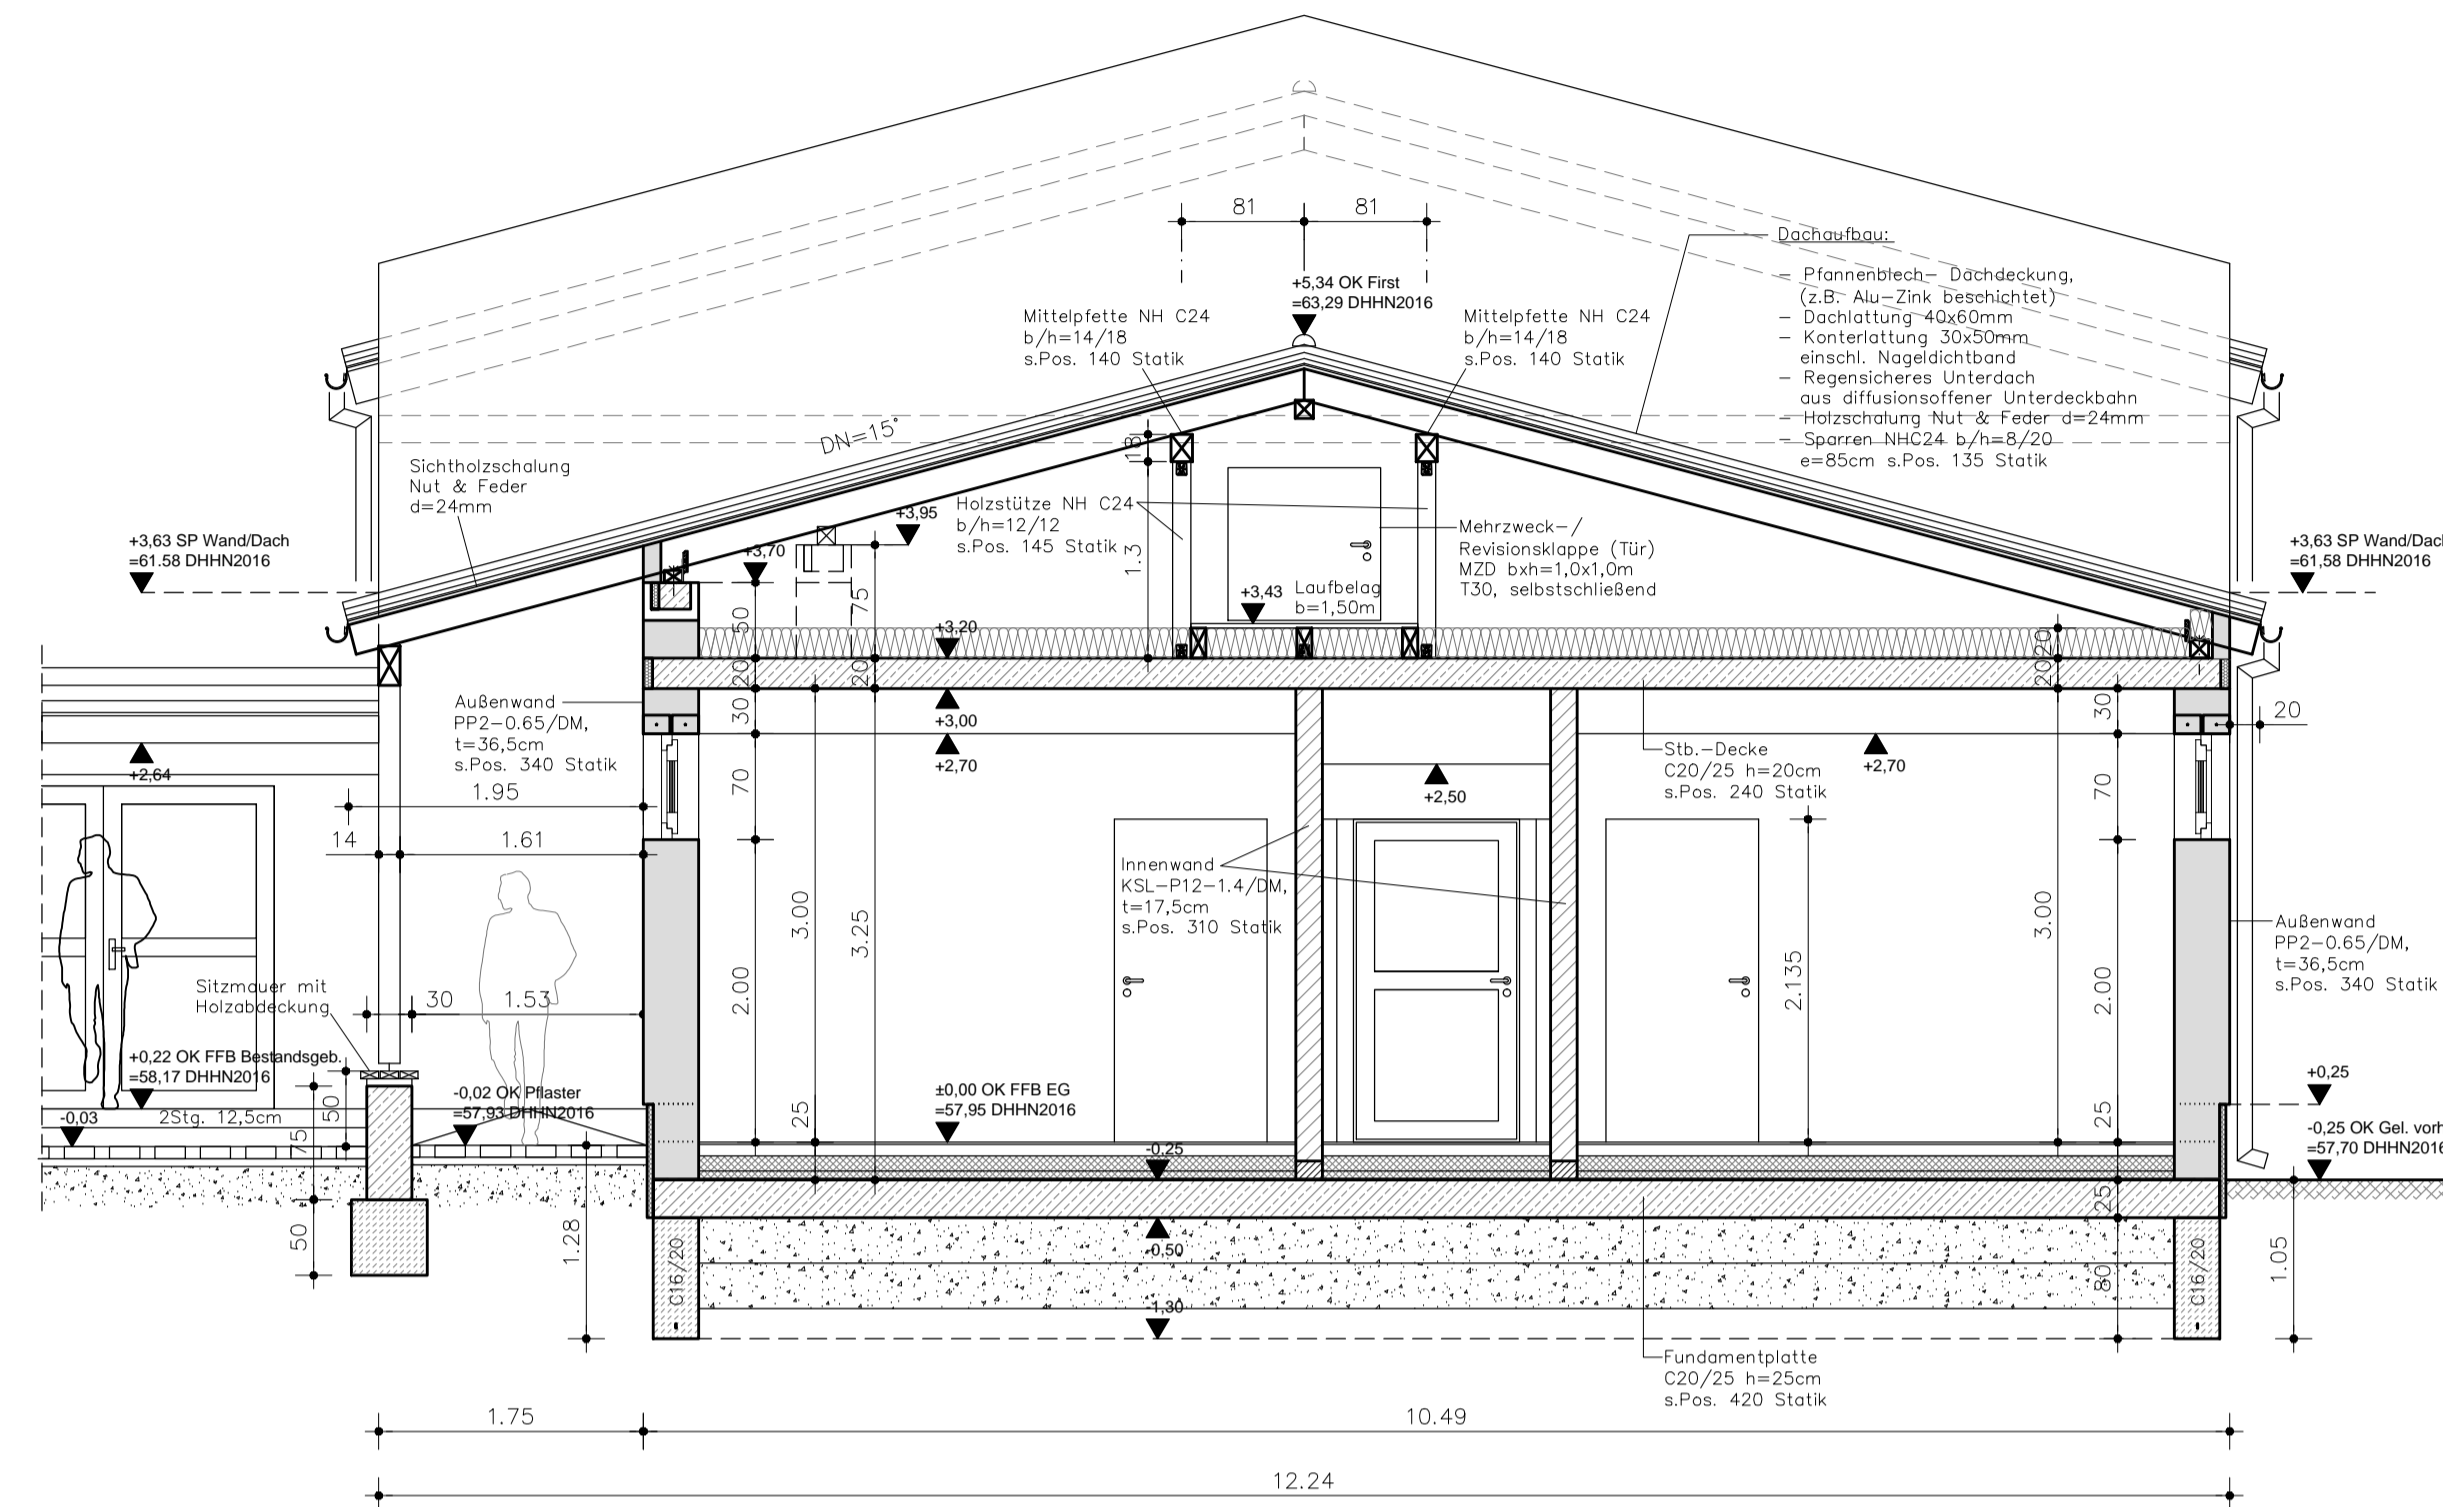 81
81
+5,34 OK First
=63,29 DHHN2016
Mittelpfette NH C24
b/h=14/18
s.Pos. 140 Statik
Mittelpfette NH C24
b/h=14/18
s.Pos. 140 Statik
Dachaufbau:
– Pfannenblech– Dachdeckung,
(z.B. Alu–Zink beschichtet)
– Dachlattung 40x60mm
– Konterlattung 30x50mm
einschl. Nageldichtband
– Regensicheres Unterdach
aus diffusionsoffener Unterdeckbahn
– Holzschalung Nut & Feder d=24mm
– Sparren NHC24 b/h=8/20
e=85cm s.Pos. 135 Statik
DN=15°
18
Sichtholzschalung
Nut & Feder
d=24mm
+3,63 SP Wand/Dach
=61.58 DHHN2016
+3,70
+3,95
Holzstütze NH C24
b/h=12/12
s.Pos. 145 Statik
1.3
Mehrzweck–/
Revisionsklappe (Tür)
MZD bxh=1,0x1,0m
T30, selbstschließend
+3,43
Laufbelag
b=1,50m
+3,63 SP Wand/Dach
=61,58 DHHN2016
50
75
+3,20
20
20
20
20
Außenwand
PP2–0.65/DM,
t=36,5cm
s.Pos. 340 Statik
30
+3,00
+2,70
30
20
+2,64
70
Stb.–Decke
C20/25 h=20cm
s.Pos. 240 Statik
+2,70
+2,50
70
1.95
14
1.61
Innenwand
KSL–P12–1.4/DM,
t=17,5cm
s.Pos. 310 Statik
3.00
3.25
2.00
2.135
3.00
2.00
Außenwand
PP2–0.65/DM,
t=36,5cm
s.Pos. 340 Statik
Sitzmauer mit
Holzabdeckung
30
1.53
+0,22 OK FFB Bestandsgeb.
=58,17 DHHN2016
-0,03
2Stg. 12,5cm
50
75
50
-0,02 OK Pflaster
=57,93 DHHN2016
±0,00 OK FFB EG
=57,95 DHHN2016
25
-0,25
25
25
+0,25
-0,25 OK Gel. vorh
=57,70 DHHN2016
1.28
C16/20
-0,50
-1,30
80
C16/20
1.05
Fundamentplatte
C20/25 h=25cm
s.Pos. 420 Statik
1.75
10.49
12.24